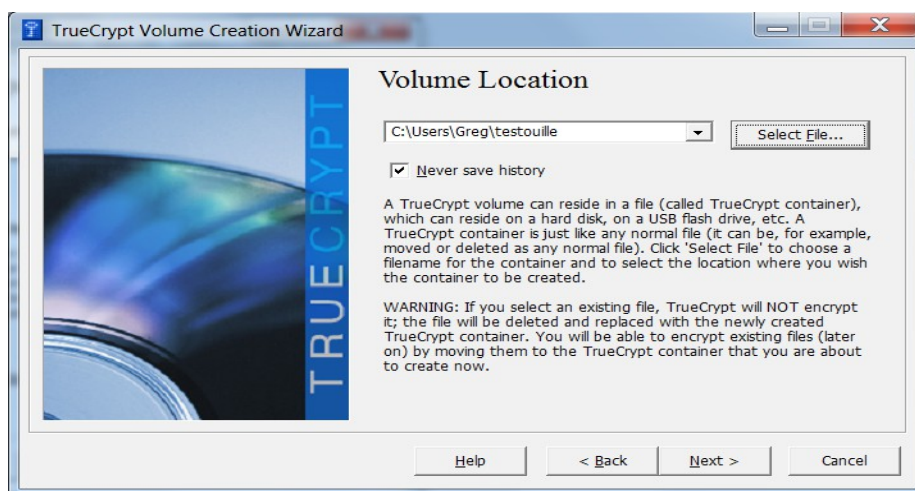 TrueCrypt Volume Creation Wizard
TRUECRYPT
Volume Location
C:\Users\Greg\testouille
Select File...
Never save history
A TrueCrypt volume can reside in a file (called TrueCrypt container),
which can reside on a hard disk, on a USB flash drive, etc. A
TrueCrypt container is just like any normal file (it can be, for example,
moved or deleted as any normal file). Click 'Select File' to choose a
filename for the container and to select the location where you wish
the container to be created.
WARNING: If you select an existing file, TrueCrypt will NOT encrypt
it; the file will be deleted and replaced with the newly created
TrueCrypt container. You will be able to encrypt existing files (later
on) by moving them to the TrueCrypt container that you are about
to create now.
Help
< Back
Next >
Cancel